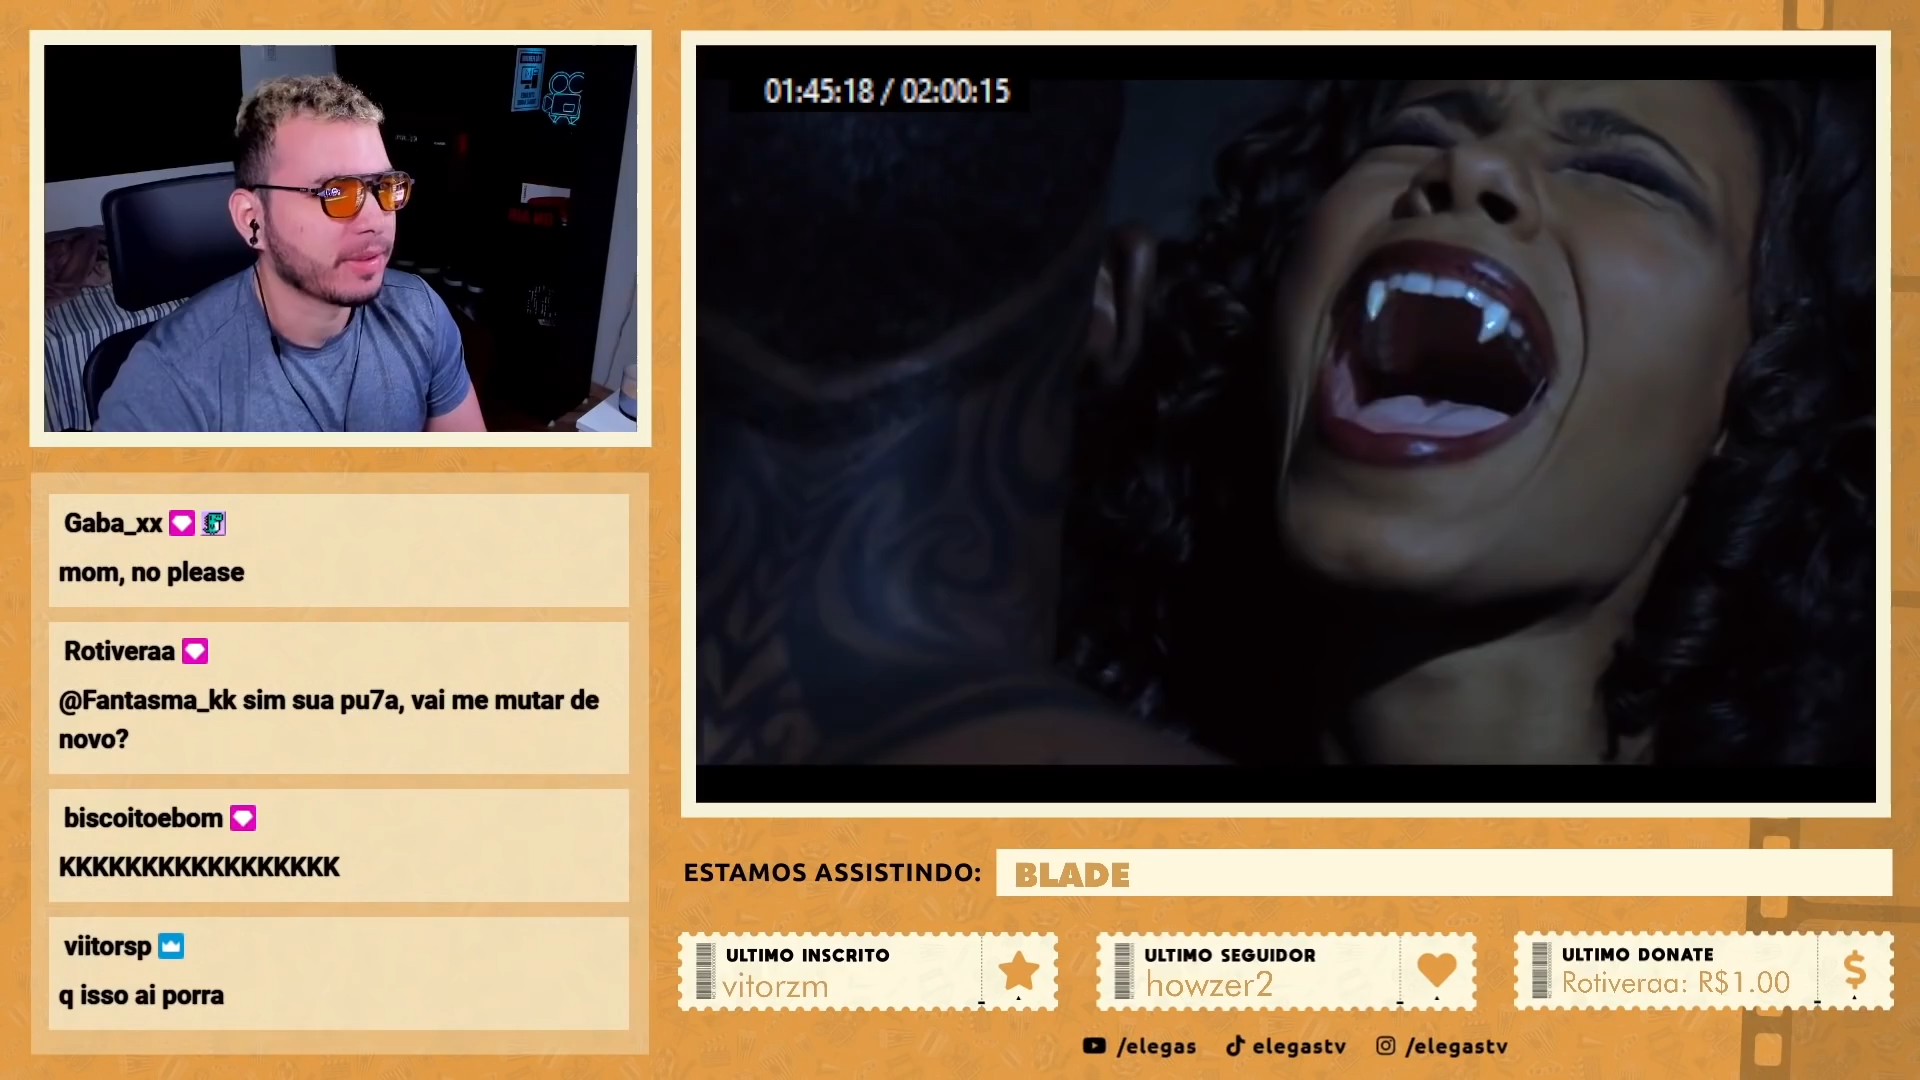 01:45:18 / 02:00:15
Gaba_xx
mom, no please
Rotiveraa
@Fantasma_kk sim sua pu7a, vai me mutar de
novo?
biscoitoebom
KKKKKKKKKKKKKKKKK
viitorsp
q isso ai porra
ESTAMOS ASSISTINDO: BLADE
ULTIMO INSCRITO
vitorzm
ULTIMO SEGUIDOR
howzer2
ULTIMO DONATE
Rotiveraa: R$1.00
/elegas elegastv /elegastv